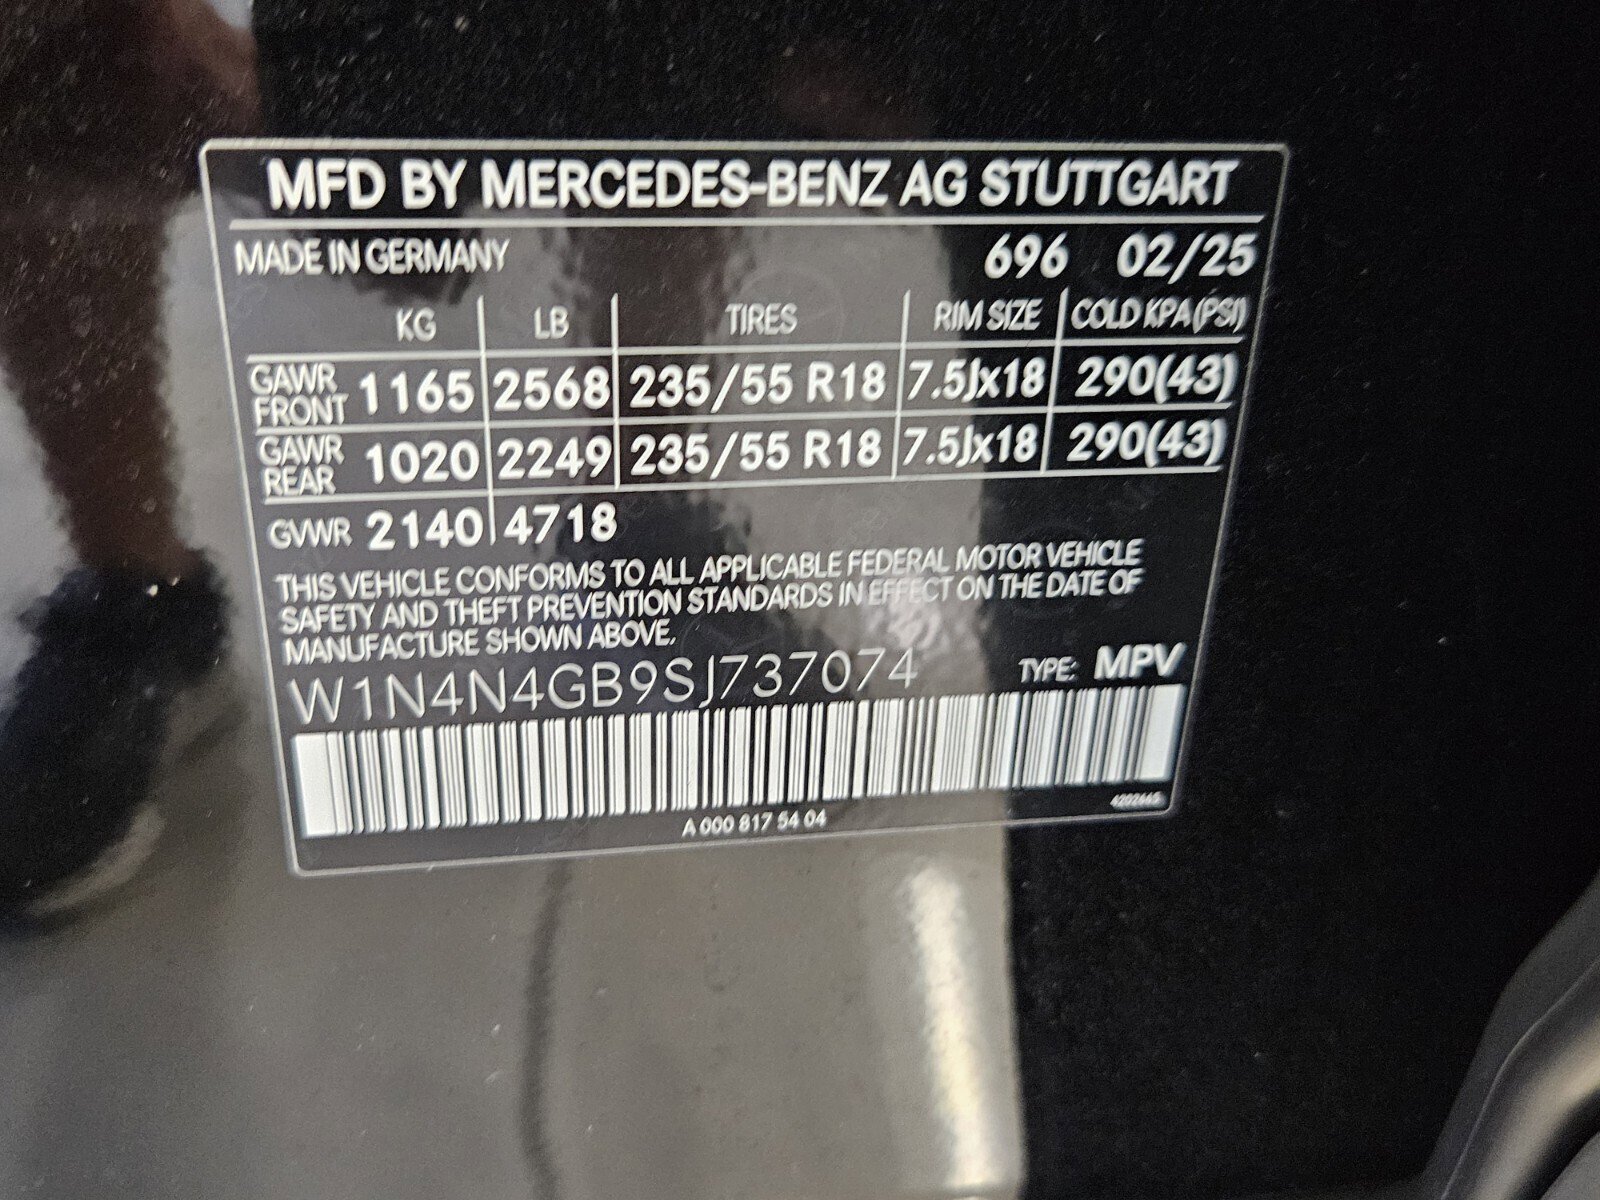 MFD BY MERCEDES-BENZ AG STUTTGART
MADE IN GERMANY 696 02/25
KG LB TIRES RIM SIZE COLD KPA(PSI)
GAWR FRONT 1165 2568 235/55 R18 7.5Jx18 290(43)
GAWR REAR 1020 2249 235/55 R18 7.5Jx18 290(43)
GVWR 2140 4718
THIS VEHICLE CONFORMS TO ALL APPLICABLE FEDERAL MOTOR VEHICLE
SAFETY AND THEFT PREVENTION STANDARDS IN EFFECT ON THE DATE OF
MANUFACTURE SHOWN ABOVE.
W1N4N4GB9SJ737074 TYPE: MPV
A 000 817 54 04